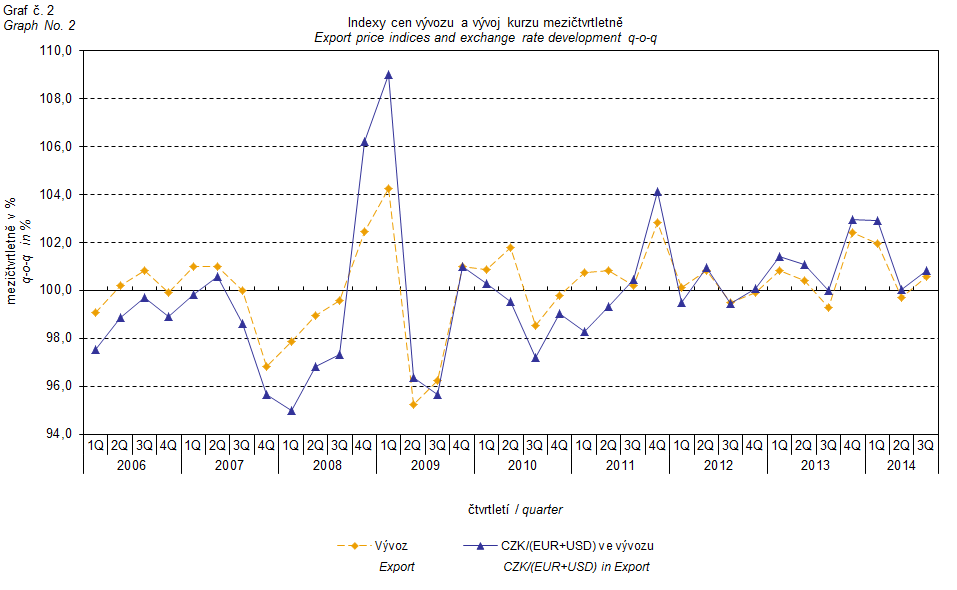 Graf č. 2
Graph No. 2
Indexy cen vývozu a vývoj kurzu mezičtvrtletně
Export price indices and exchange rate development q-o-q
mezičtvrtletně v %
q-o-q in %
110,0
108,0
106,0
104,0
102,0
100,0
98,0
96,0
94,0
1Q 2Q 3Q 4Q 1Q 2Q 3Q 4Q 1Q 2Q 3Q 4Q 1Q 2Q 3Q 4Q 1Q 2Q 3Q 4Q 1Q 2Q 3Q 4Q 1Q 2Q 3Q 4Q 1Q 2Q 3Q 4Q 1Q 2Q 3Q
2006 2007 2008 2009 2010 2011 2012 2013 2014
čtvrtletí / quarter
Vývoz CZK/(EUR+USD) ve vývozu
Export CZK/(EUR+USD) in Export